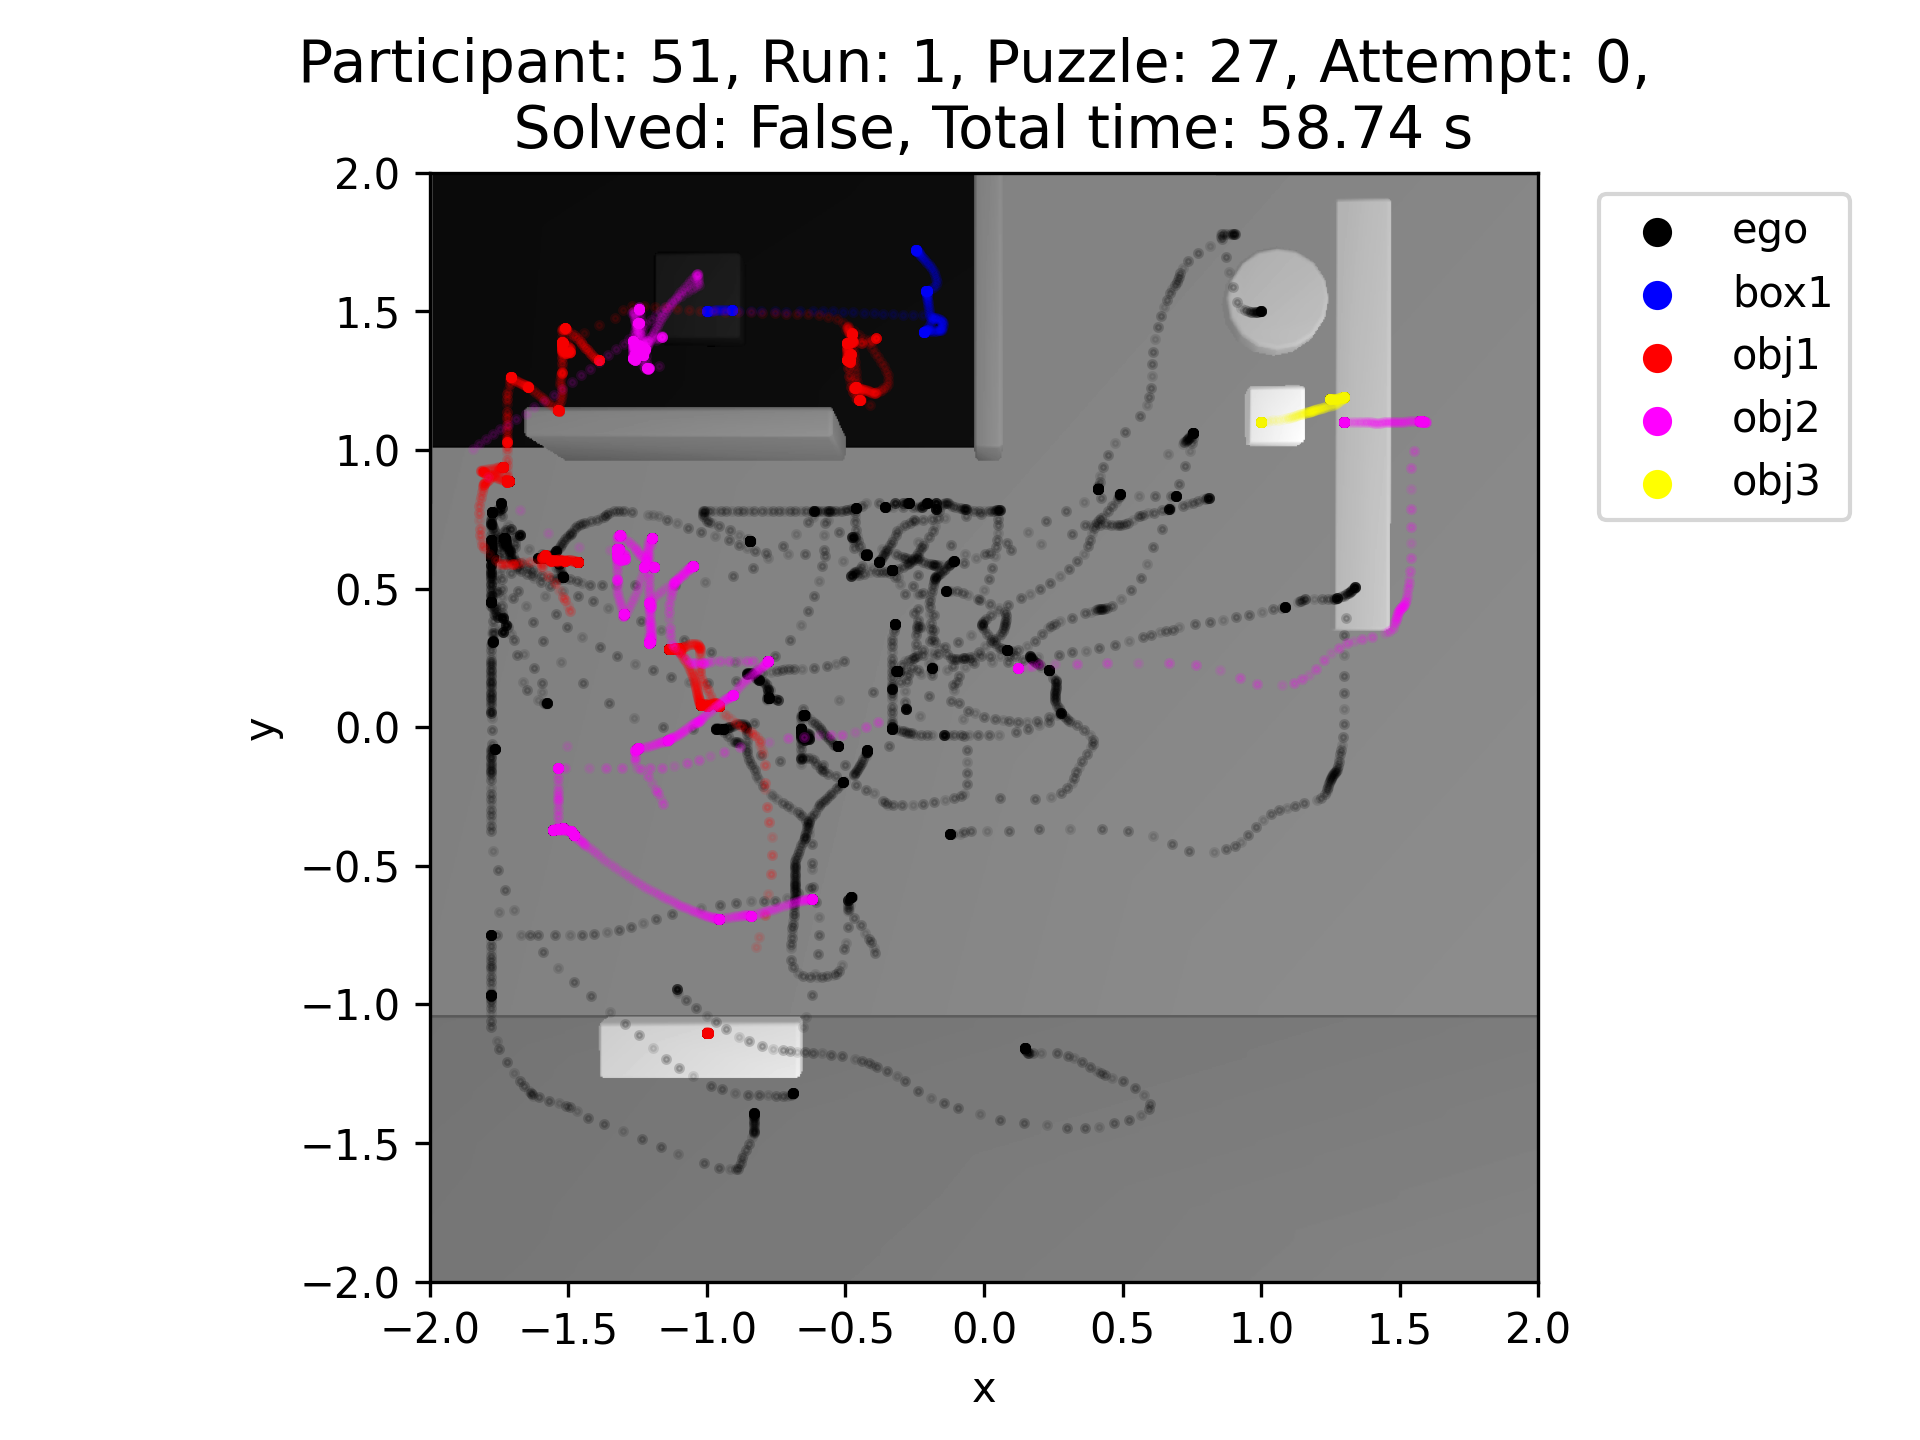 Participant: 51, Run: 1, Puzzle: 27, Attempt: 0,
Solved: False, Total time: 58.74 s
2.0
1.5
1.0
0.5
0.0
−0.5
−1.0
−1.5
−2.0
y
−2.0 −1.5 −1.0 −0.5 0.0 0.5 1.0 1.5 2.0
x
ego
box1
obj1
obj2
obj3